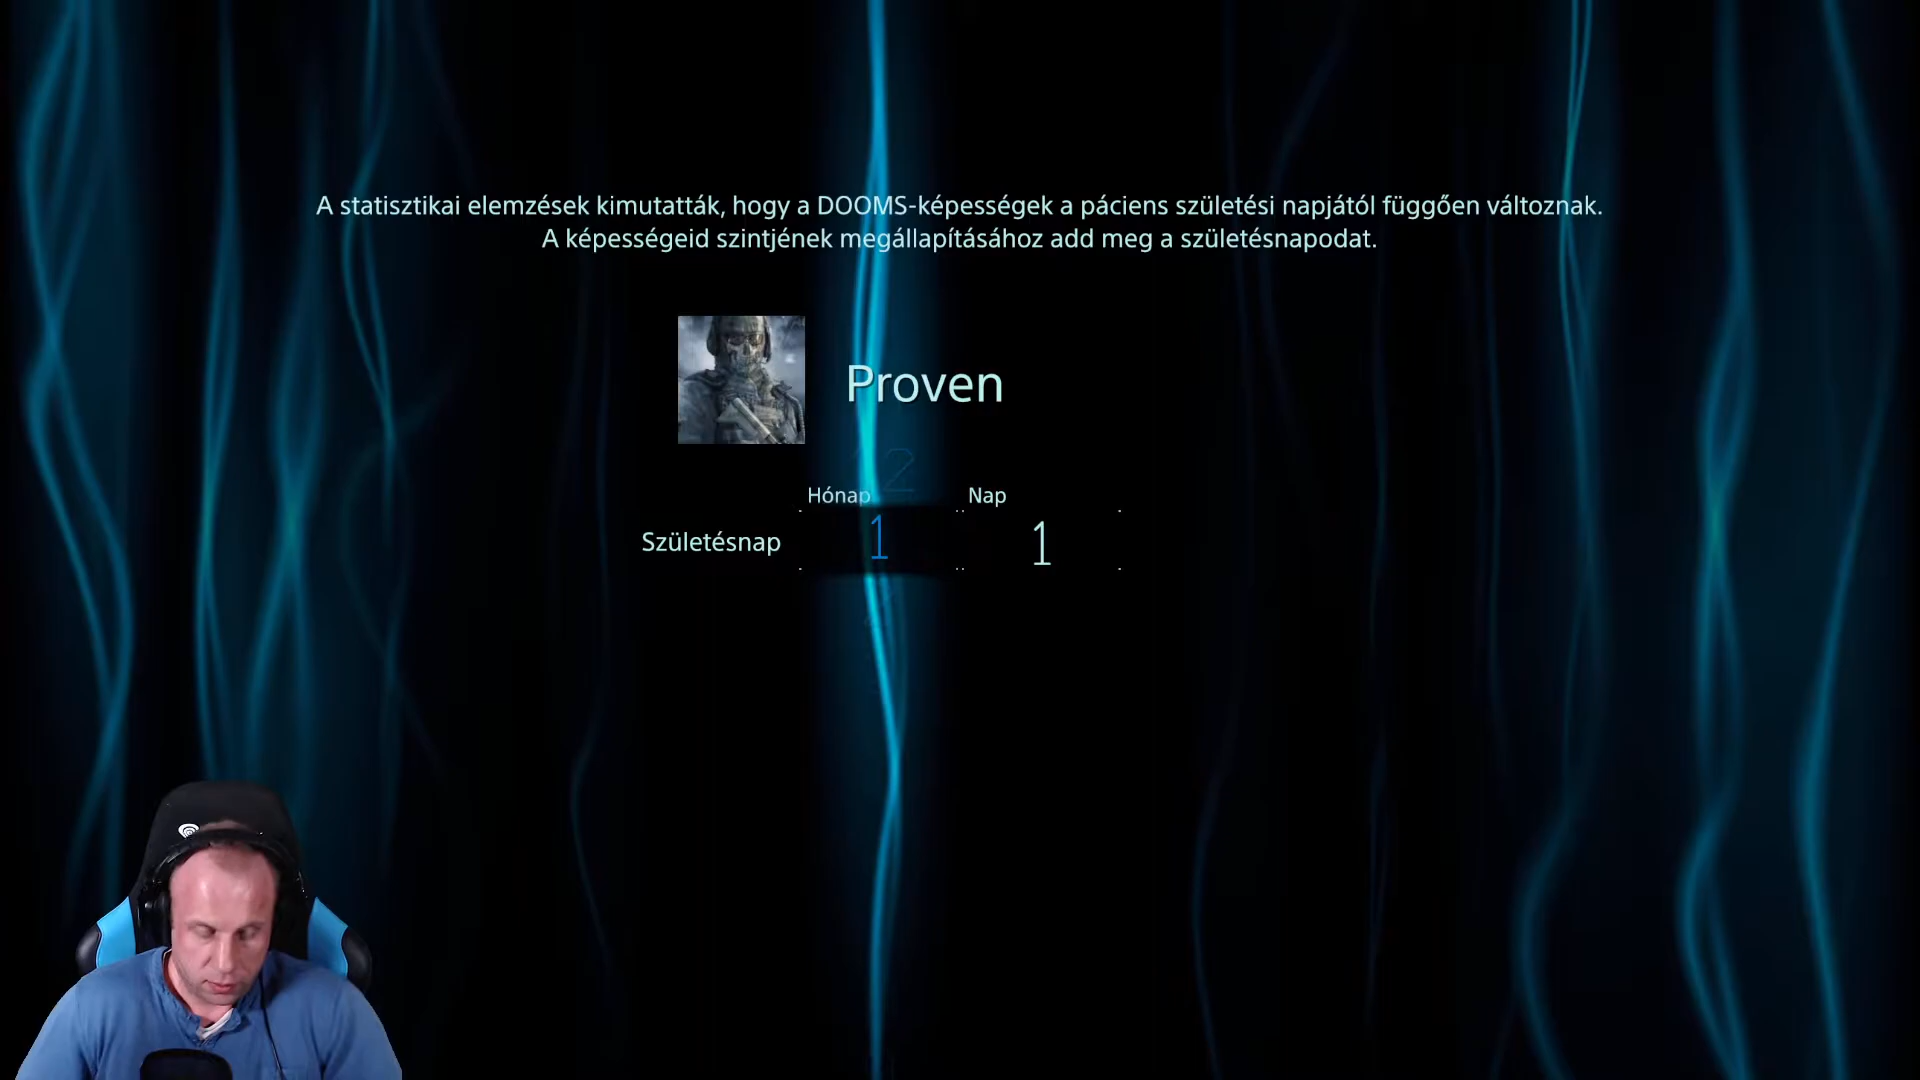 A statisztikai elemzések kimutatták, hogy a DOOMS-képességek a páciens születési napjától függően változnak.
A képességeid szintjének megállapításához add meg a születésnapodat.
Proven
12
Hónap Nap
Születésnap 1 1